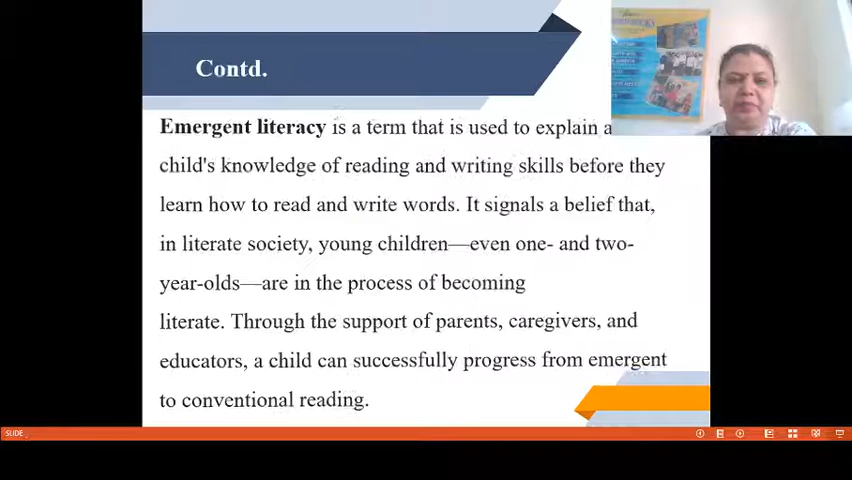 Contd.
Emergent literacy is a term that is used to explain a
child's knowledge of reading and writing skills before they
learn how to read and write words. It signals a belief that,
in literate society, young children—even one- and two-
year-olds—are in the process of becoming
literate. Through the support of parents, caregivers, and
educators, a child can successfully progress from emergent
to conventional reading.
SLIDE